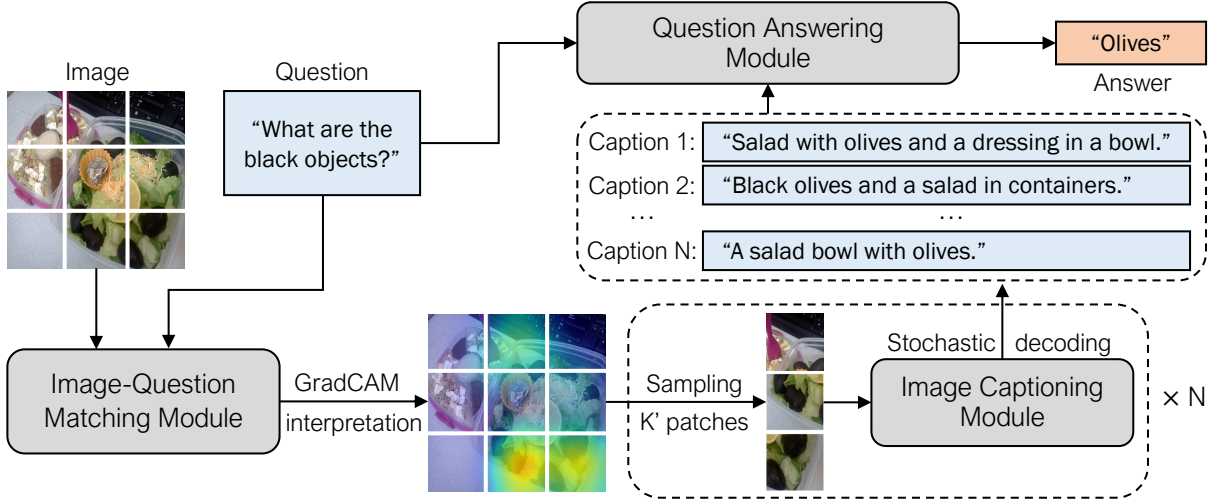 Image
Question
“What are the
black objects?”
Question Answering
Module
“Olives”
Answer
Caption 1:
“Salad with olives and a dressing in a bowl.”
Caption 2:
“Black olives and a salad in containers.”
...
...
Caption N:
“A salad bowl with olives.”
Image-Question
Matching Module
GradCAM
interpretation
Sampling
K’ patches
Stochastic decoding
Image Captioning
Module
× N